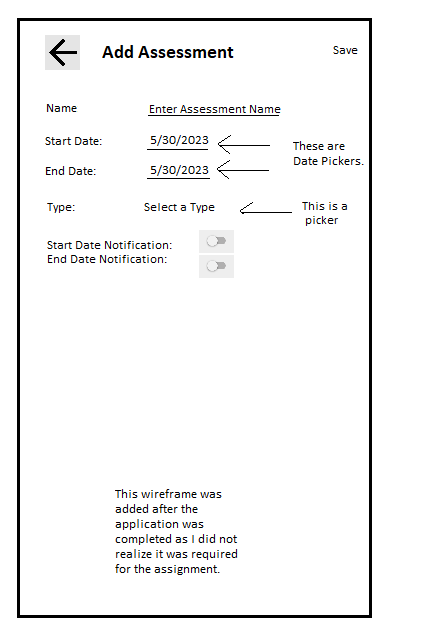 Add Assessment
Save
Name
Enter Assessment Name
Start Date:
5/30/2023
These are
Date Pickers.
End Date:
5/30/2023
Type:
Select a Type
This is a
picker
Start Date Notification:
End Date Notification:
This wireframe was
added after the
application was
completed as I did not
realize it was required
for the assignment.